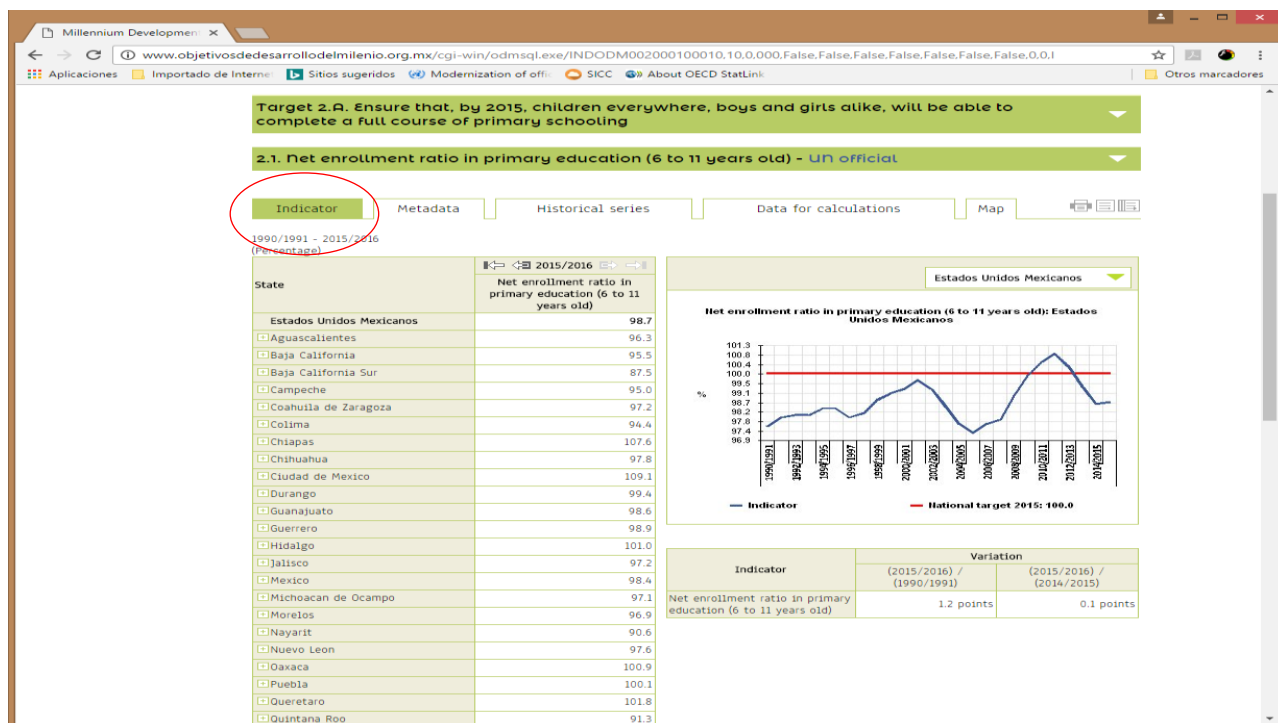 Millennium Developmen
www.objetivosdedesarrollodelmilenio.org.mx/cgi-win/odmsql.exe/INDODM002000100010,10,0,000,False,False,False,False,False,False,False,0,0,I
Aplicaciones Importado de Interne Sitios sugeridos Modernization of offi SICC About OECD StatLink Otros marcadores
Target 2.A. Ensure that, by 2015, children everywhere, boys and girls alike, will be able to
complete a full course of primary schooling
2.1. Net enrollment ratio in primary education (6 to 11 years old) - UN official
Indicator Metadata Historical series Data for calculations Map
1990/1991 - 2015/2016
(Percentage)
State
2015/2016
Net enrollment ratio in
primary education (6 to 11
years old)
Estados Unidos Mexicanos 98.7
Aguascalientes 96.3
Baja California 95.5
Baja California Sur 87.5
Campeche 95.0
Coahuila de Zaragoza 97.2
Colima 94.4
Chiapas 107.6
Chihuahua 97.8
Ciudad de Mexico 109.1
Durango 99.4
Guanajuato 98.6
Guerrero 98.9
Hidalgo 101.0
Jalisco 97.2
Mexico 98.4
Michoacan de Ocampo 97.1
Morelos 96.9
Nayarit 90.6
Nuevo Leon 97.6
Oaxaca 100.9
Puebla 100.1
Queretaro 101.8
Quintana Roo 91.3
Estados Unidos Mexicanos
Net enrollment ratio in primary education (6 to 11 years old): Estados
Unidos Mexicanos
101.3
100.8
100.4
100.0
99.5
99.1
98.7
98.2
97.8
97.4
96.9
%
1990/1991
1992/1993
1994/1995
1996/1997
1998/1999
2000/2001
2002/2003
2004/2005
2006/2007
2008/2009
2010/2011
2012/2013
2014/2015
Indicator National target 2015: 100.0
Indicator
Variation
(2015/2016) /
(1990/1991)
(2015/2016) /
(2014/2015)
Net enrollment ratio in primary
education (6 to 11 years old)
1.2 points 0.1 points